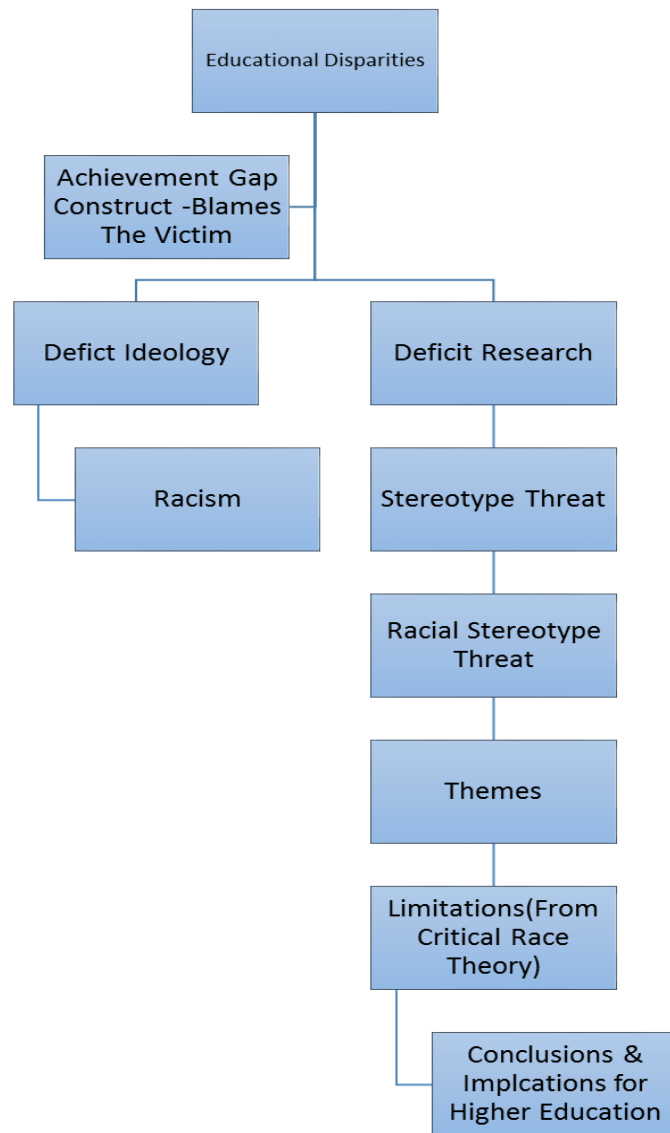 Educational Disparities
Achievement Gap
Construct -Blames
The Victim
Defict Ideology
Deficit Research
Racism
Stereotype Threat
Racial Stereotype
Threat
Themes
Limitations(From
Critical Race
Theory)
Conclusions &
Implcations for
Higher Education